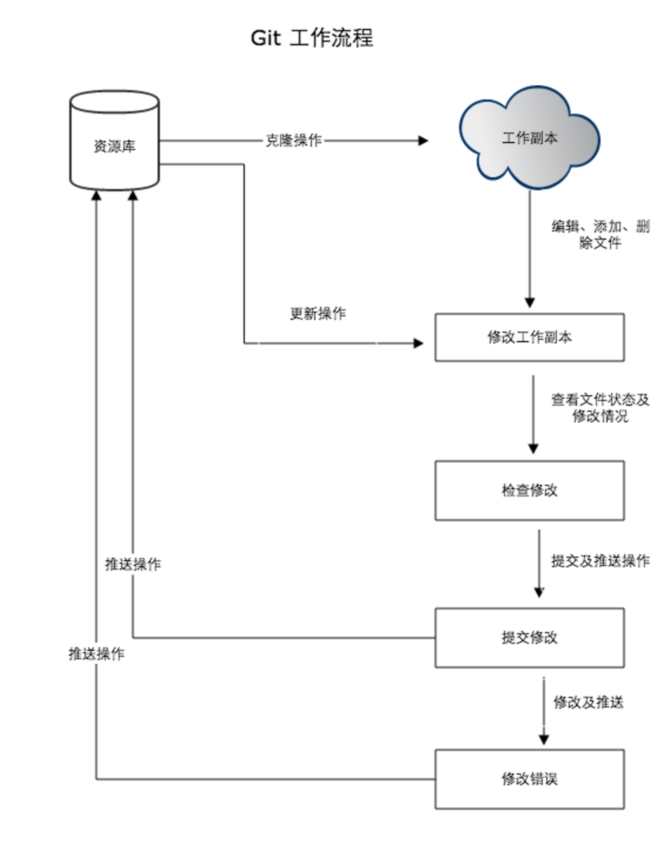 Git 工作流程
资源库
克隆操作
工作副本
编辑、添加、删
除文件
更新操作
修改工作副本
查看文件状态及
修改情况
检查修改
推送操作
提交及推送操作
提交修改
推送操作
修改及推送
修改错误